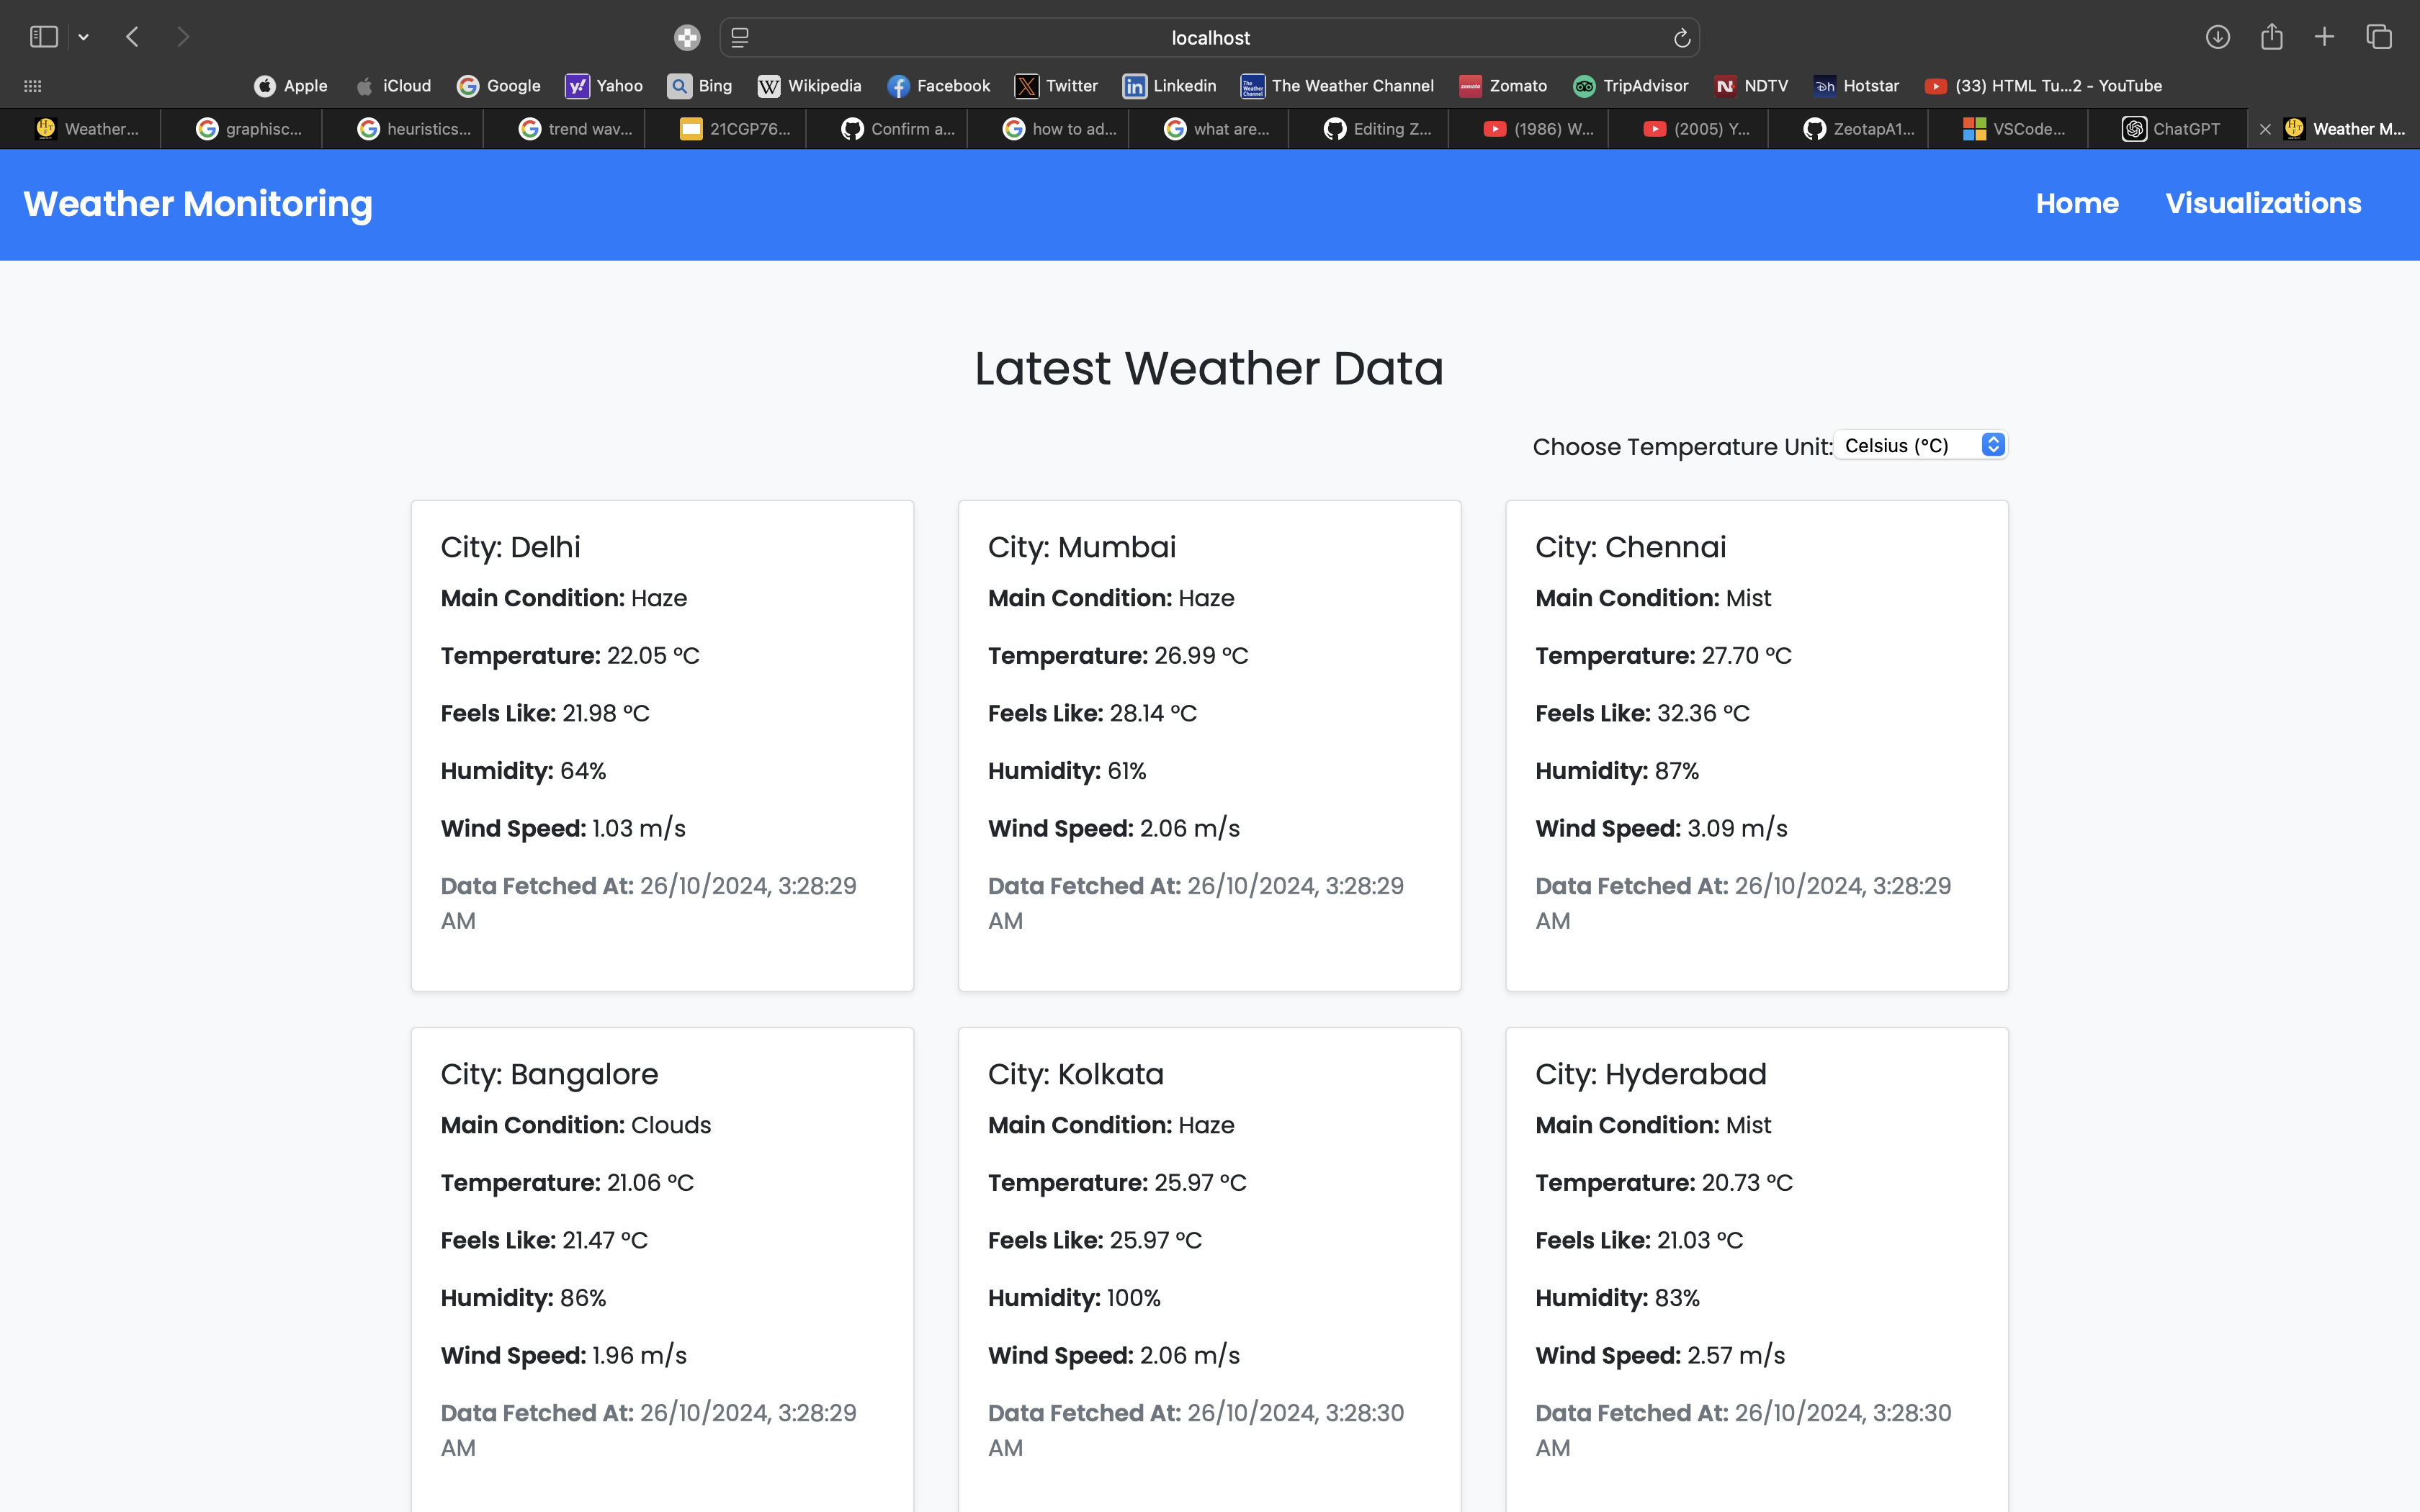 localhost
Apple iCloud Google Yahoo Bing Wikipedia Facebook Twitter Linkedin The Weather Channel Zomato TripAdvisor NDTV Hotstar (33) HTML Tu...2 - YouTube
Weather... graphisc... heuristics... trend wav... 21CGP76... Confirm a... how to ad... what are... Editing Z... (1986) W... (2005) Y... ZeotapA1... VSCode... ChatGPT Weather M...
Weather Monitoring Home Visualizations
Latest Weather Data
Choose Temperature Unit: Celsius (°C)
City: Delhi
Main Condition: Haze
Temperature: 22.05 °C
Feels Like: 21.98 °C
Humidity: 64%
Wind Speed: 1.03 m/s
Data Fetched At: 26/10/2024, 3:28:29
AM
City: Mumbai
Main Condition: Haze
Temperature: 26.99 °C
Feels Like: 28.14 °C
Humidity: 61%
Wind Speed: 2.06 m/s
Data Fetched At: 26/10/2024, 3:28:29
AM
City: Chennai
Main Condition: Mist
Temperature: 27.70 °C
Feels Like: 32.36 °C
Humidity: 87%
Wind Speed: 3.09 m/s
Data Fetched At: 26/10/2024, 3:28:29
AM
City: Bangalore
Main Condition: Clouds
Temperature: 21.06 °C
Feels Like: 21.47 °C
Humidity: 86%
Wind Speed: 1.96 m/s
Data Fetched At: 26/10/2024, 3:28:29
AM
City: Kolkata
Main Condition: Haze
Temperature: 25.97 °C
Feels Like: 25.97 °C
Humidity: 100%
Wind Speed: 2.06 m/s
Data Fetched At: 26/10/2024, 3:28:30
AM
City: Hyderabad
Main Condition: Mist
Temperature: 20.73 °C
Feels Like: 21.03 °C
Humidity: 83%
Wind Speed: 2.57 m/s
Data Fetched At: 26/10/2024, 3:28:30
AM